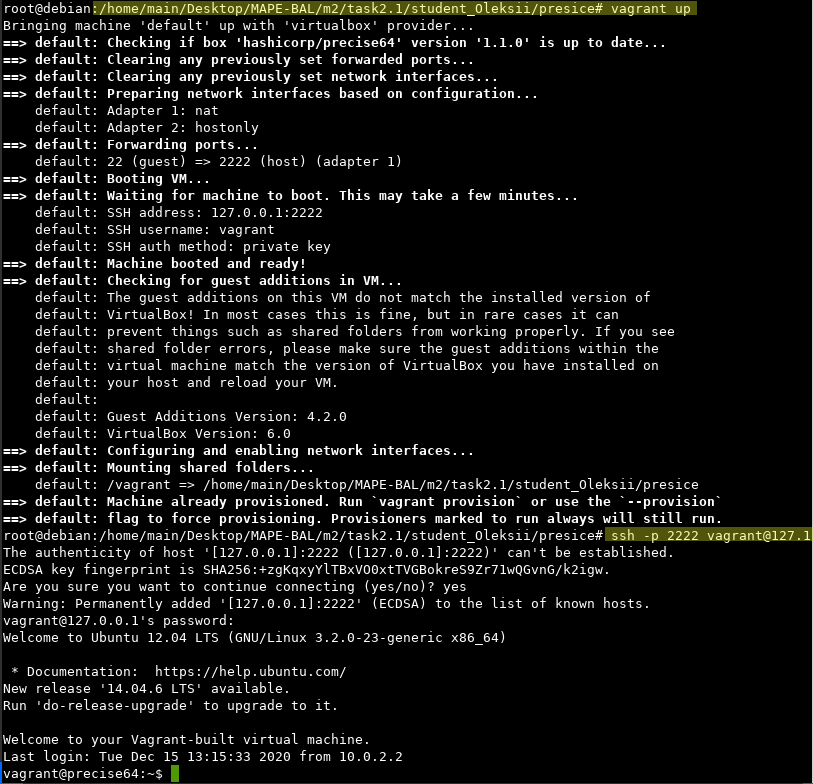 root@debian:/home/main/Desktop/MAPE-BAL/m2/task2.1/student_Oleksii/presice# vagrant up
Bringing machine 'default' up with 'virtualbox' provider...
==> default: Checking if box 'hashicorp/precise64' version '1.1.0' is up to date...
==> default: Clearing any previously set forwarded ports...
==> default: Clearing any previously set network interfaces...
==> default: Preparing network interfaces based on configuration...
    default: Adapter 1: nat
    default: Adapter 2: hostonly
==> default: Forwarding ports...
    default: 22 (guest) => 2222 (host) (adapter 1)
==> default: Booting VM...
==> default: Waiting for machine to boot. This may take a few minutes...
    default: SSH address: 127.0.0.1:2222
    default: SSH username: vagrant
    default: SSH auth method: private key
==> default: Machine booted and ready!
==> default: Checking for guest additions in VM...
    default: The guest additions on this VM do not match the installed version of
    default: VirtualBox! In most cases this is fine, but in rare cases it can
    default: prevent things such as shared folders from working properly. If you see
    default: shared folder errors, please make sure the guest additions within the
    default: virtual machine match the version of VirtualBox you have installed on
    default: your host and reload your VM.
    default:
    default: Guest Additions Version: 4.2.0
    default: VirtualBox Version: 6.0
==> default: Configuring and enabling network interfaces...
==> default: Mounting shared folders...
    default: /vagrant => /home/main/Desktop/MAPE-BAL/m2/task2.1/student_Oleksii/presice
==> default: Machine already provisioned. Run `vagrant provision` or use the `--provision`
==> default: flag to force provisioning. Provisioners marked to run always will still run.
root@debian:/home/main/Desktop/MAPE-BAL/m2/task2.1/student_Oleksii/presice# ssh -p 2222 vagrant@127.1
The authenticity of host '[127.0.0.1]:2222 ([127.0.0.1]:2222)' can't be established.
ECDSA key fingerprint is SHA256:+zgKqxyYlTBxVO0xtTVGBokreS9Zr71wQGvnG/k2igw.
Are you sure you want to continue connecting (yes/no)? yes
Warning: Permanently added '[127.0.0.1]:2222' (ECDSA) to the list of known hosts.
vagrant@127.0.0.1's password:
Welcome to Ubuntu 12.04 LTS (GNU/Linux 3.2.0-23-generic x86_64)

 * Documentation:  https://help.ubuntu.com/
New release '14.04.6 LTS' available.
Run 'do-release-upgrade' to upgrade to it.

Welcome to your Vagrant-built virtual machine.
Last login: Tue Dec 15 13:15:33 2020 from 10.0.2.2
vagrant@precise64:~$